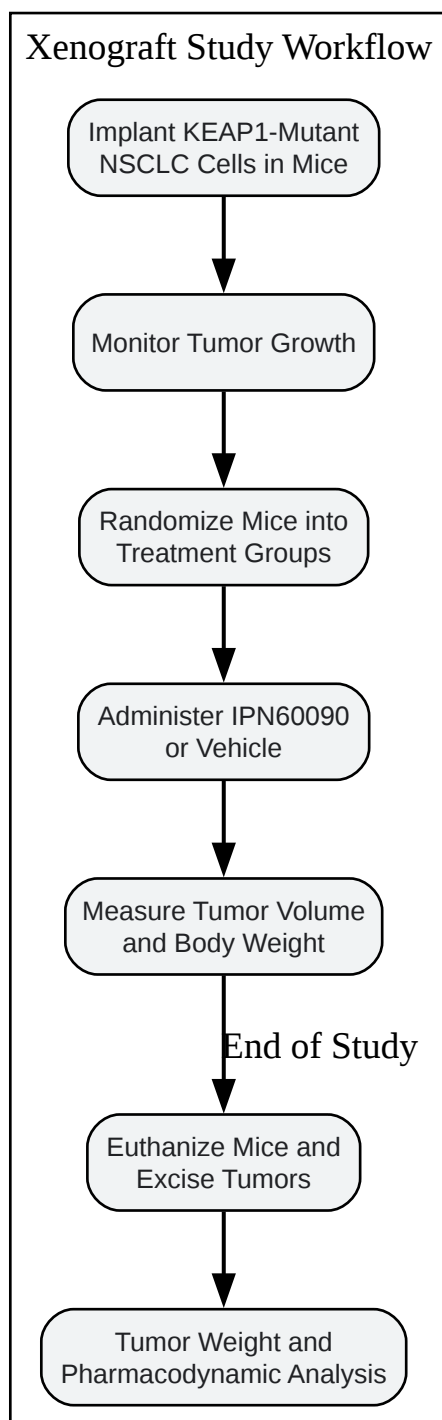 Xenograft Study Workflow
Implant KEAP1-Mutant
NSCLC Cells in Mice
Monitor Tumor Growth
Randomize Mice into
Treatment Groups
Administer IPN60090
or Vehicle
Measure Tumor Volume
and Body Weight
End of Study
Euthanize Mice and
Excise Tumors
Tumor Weight and
Pharmacodynamic Analysis